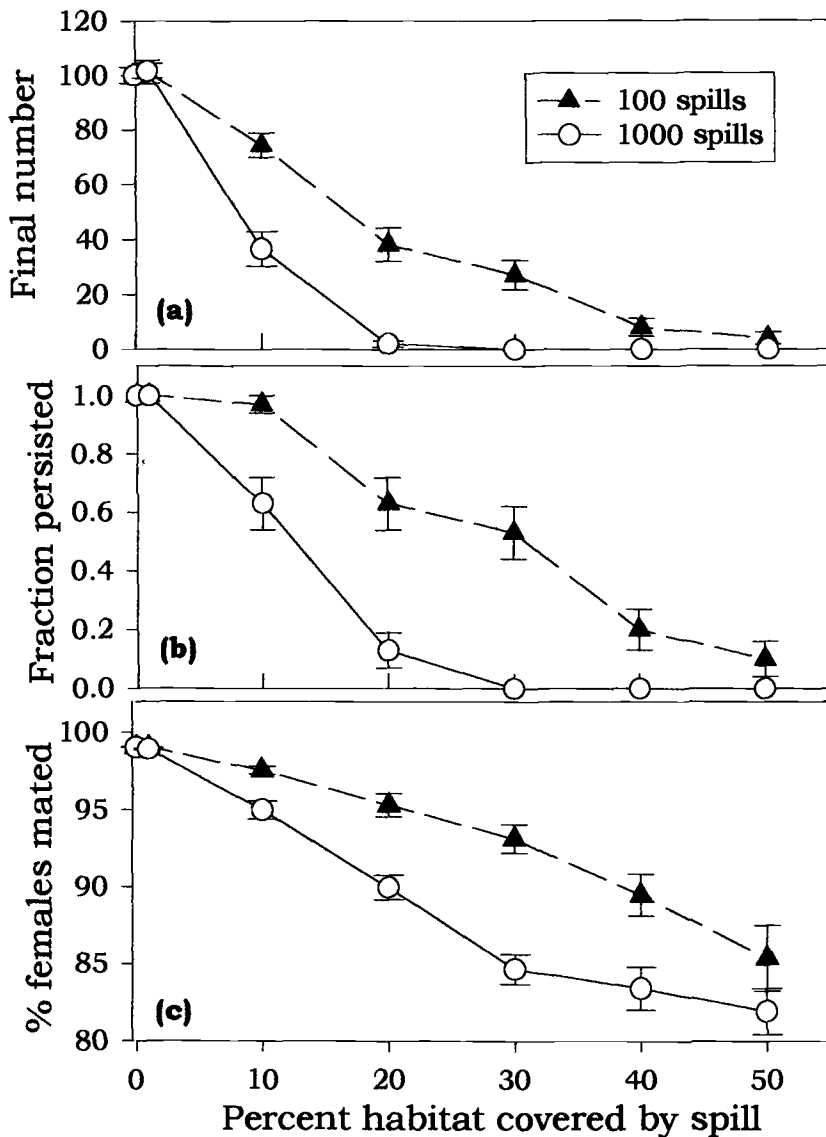 120
100
80
60
40
20
0
Final number
(a)
100 spills
1000 spills
1.0
0.8
0.6
0.4
0.2
0.0
Fraction persisted
(b)
100
95
90
85
80
% females mated
(c)
0 10 20 30 40 50
Percent habitat covered by spill